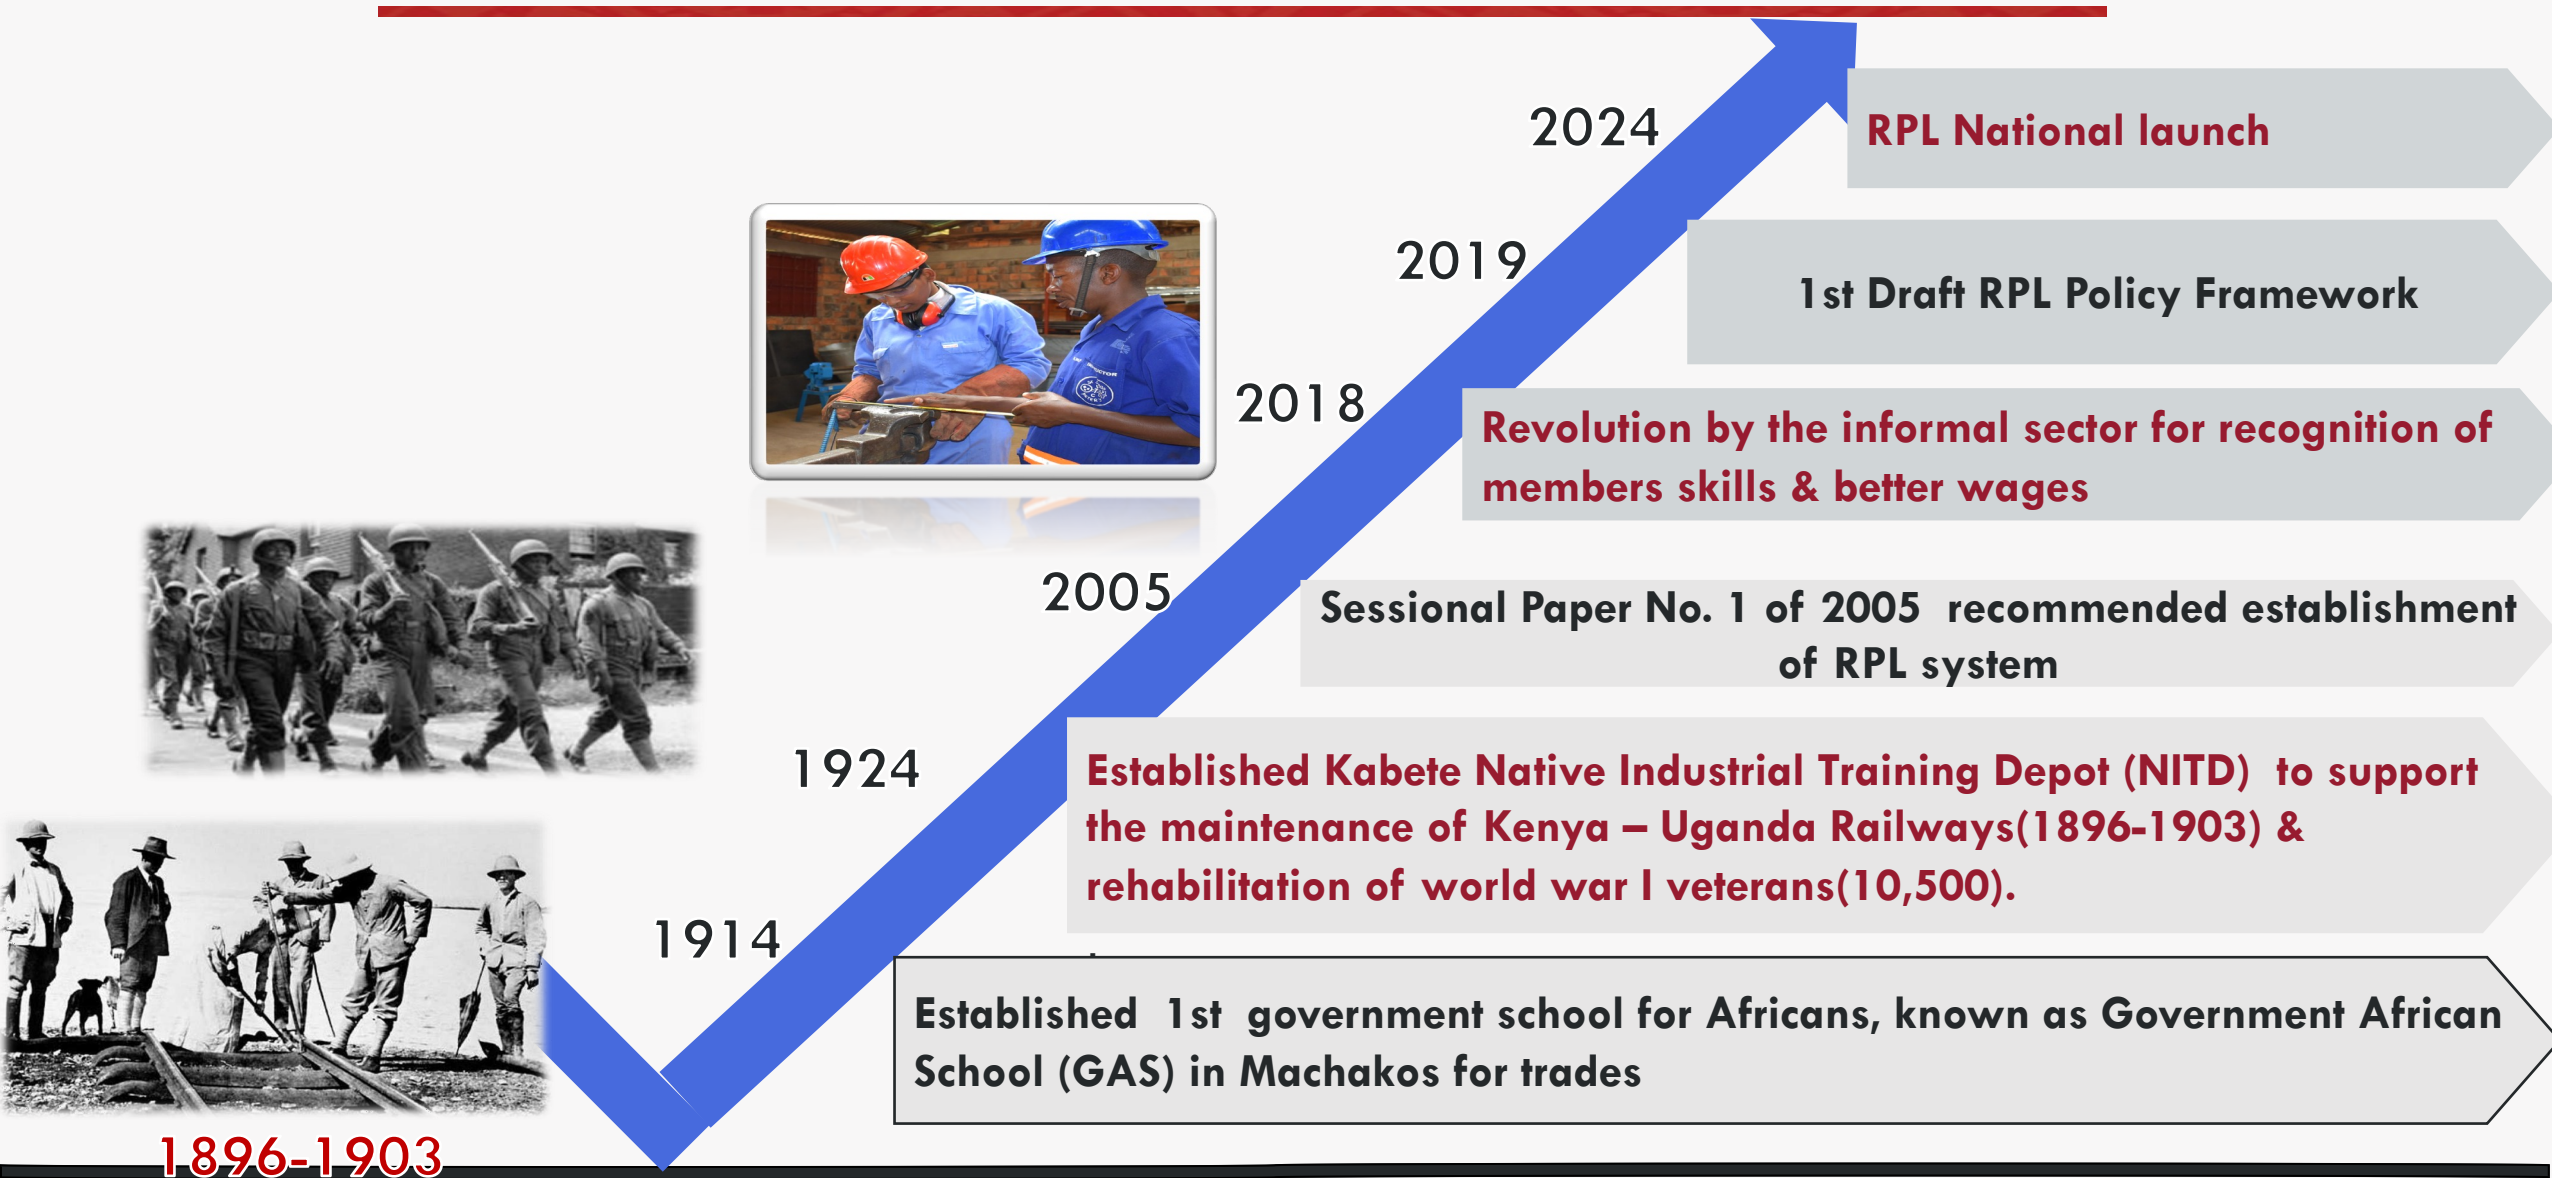 2024
RPL National launch
2019
1st Draft RPL Policy Framework
2018
Revolution by the informal sector for recognition of
members skills & better wages
2005
Sessional Paper No. 1 of 2005 recommended establishment
of RPL system
1924
Established Kabete Native Industrial Training Depot (NITD) to support
the maintenance of Kenya – Uganda Railways(1896-1903) &
rehabilitation of world war I veterans(10,500).
1914
Established 1st government school for Africans, known as Government African
School (GAS) in Machakos for trades
1896-1903